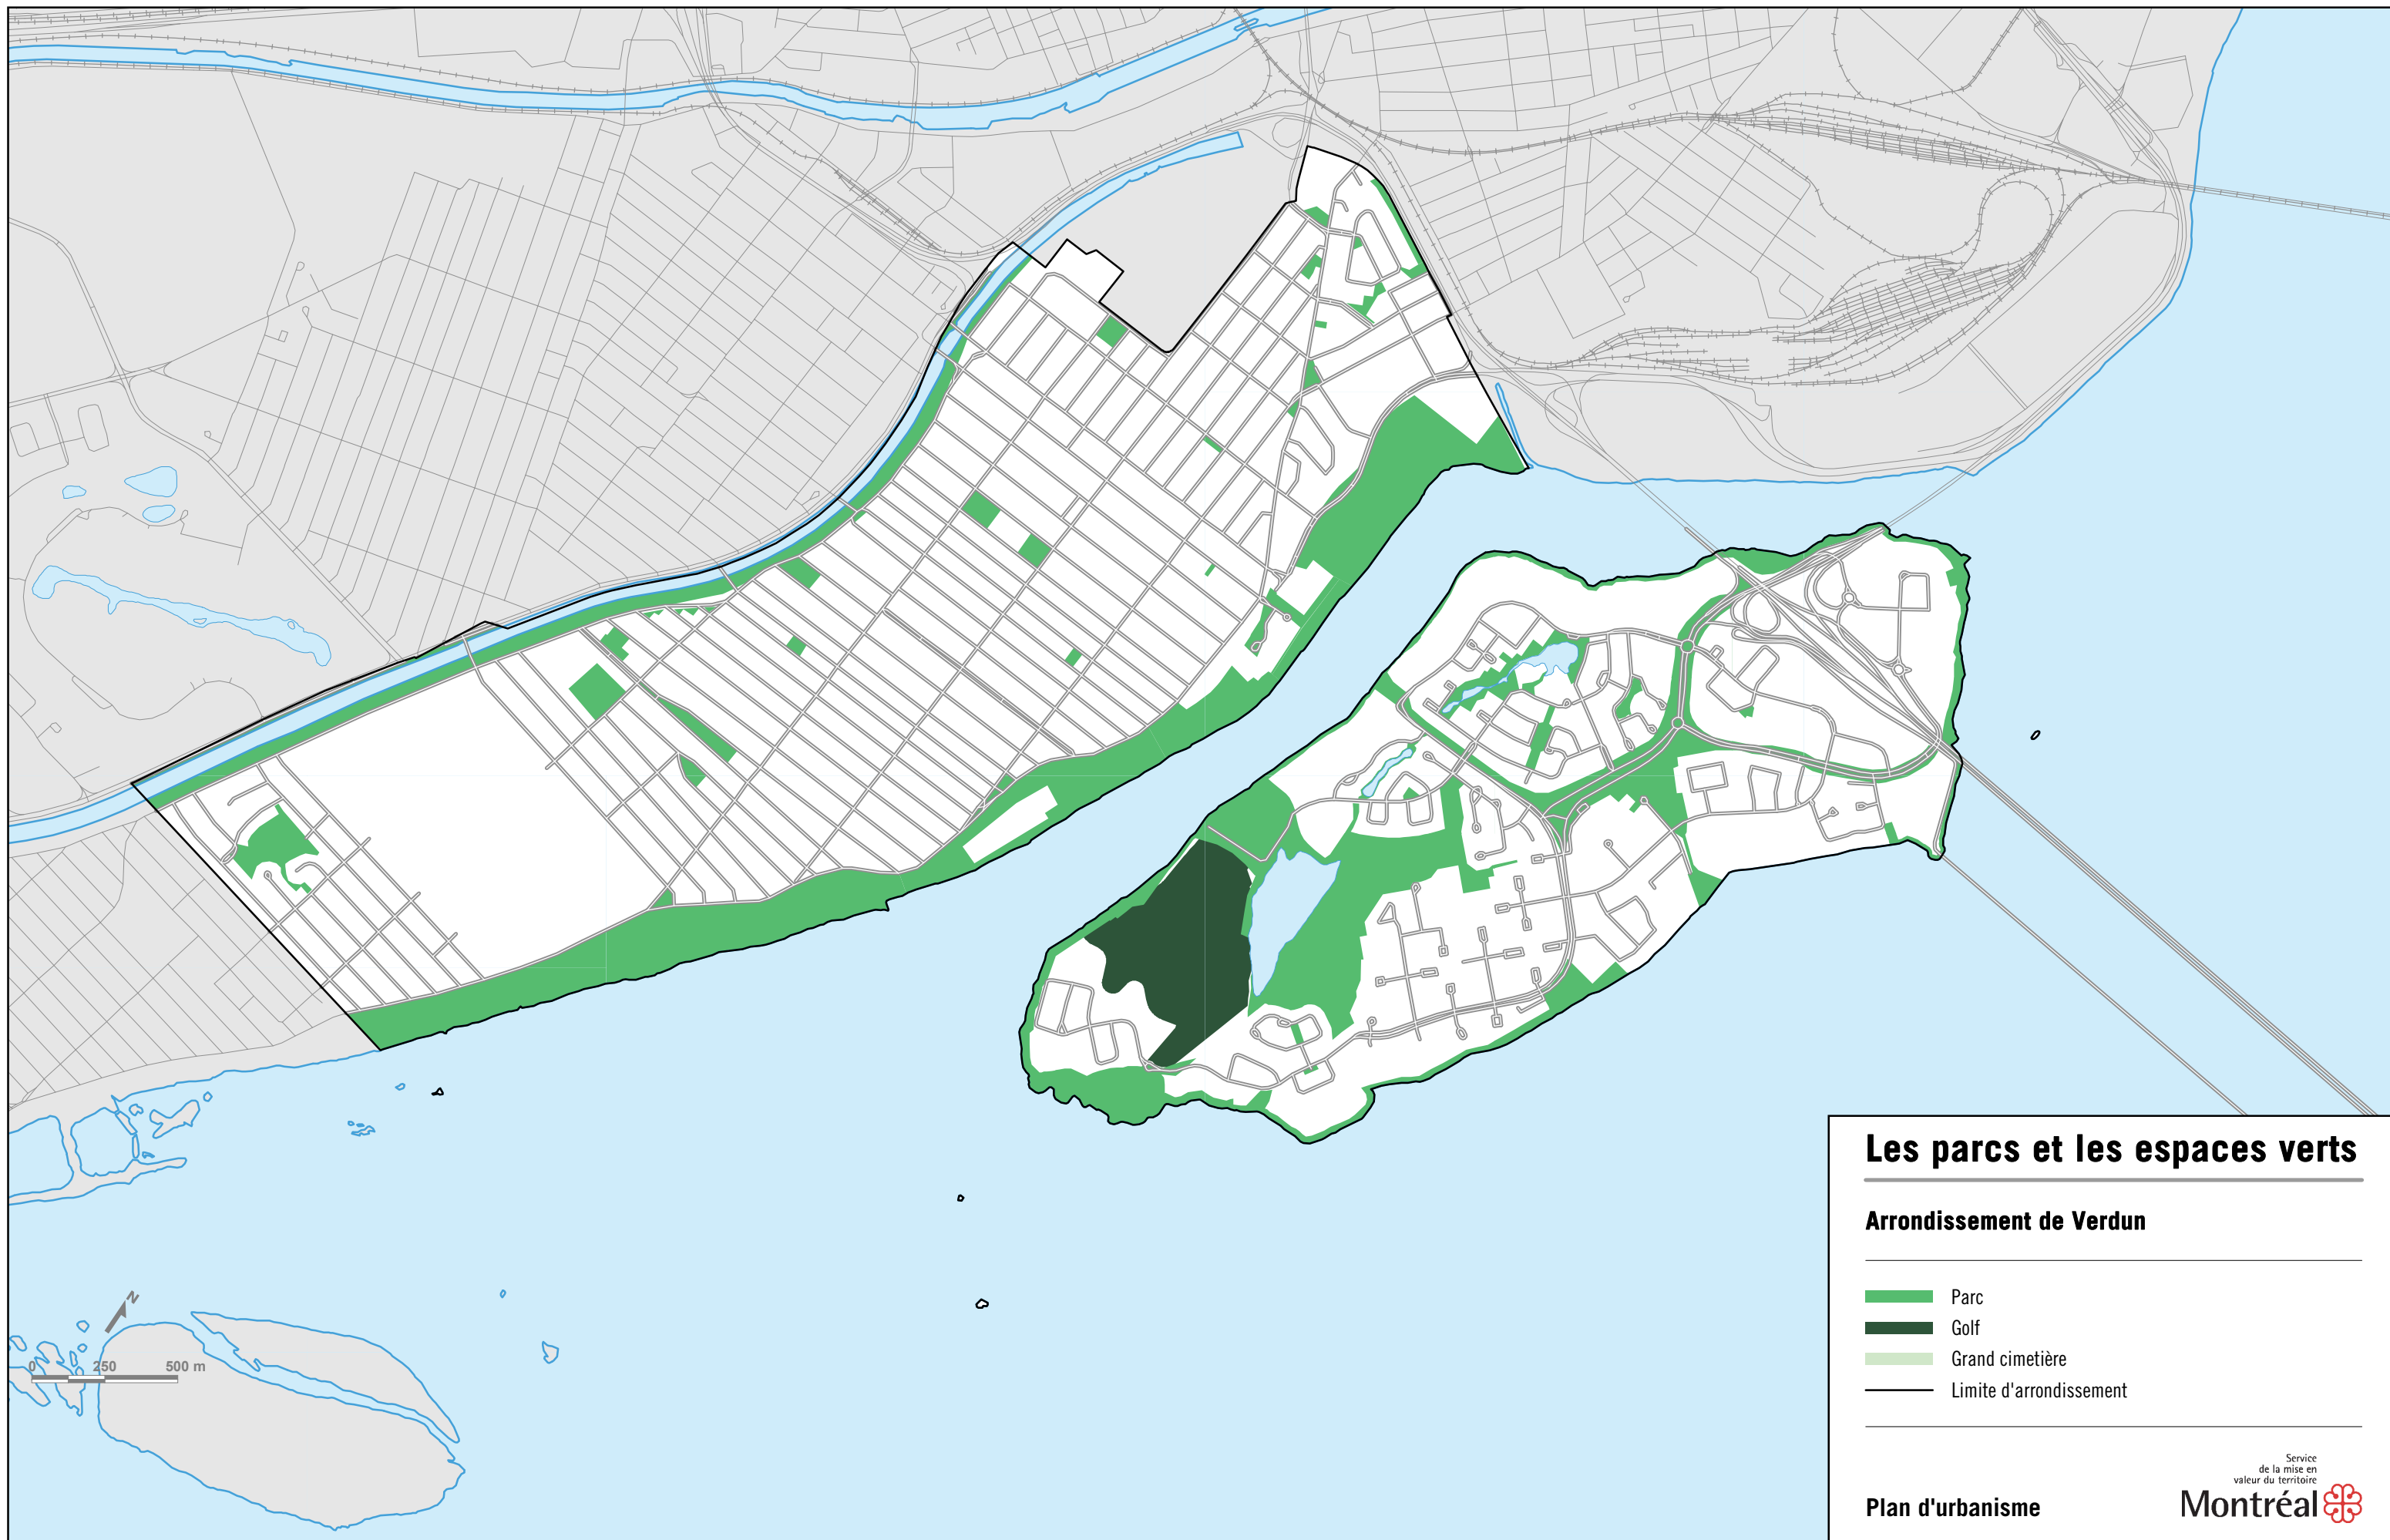 Les parcs et les espaces verts
Arrondissement de Verdun
Parc
Golf
Grand cimetière
Limite d'arrondissement
Plan d'urbanisme
Service
de la mise en
valeur du territoire
Montréal
N
0 250 500 m